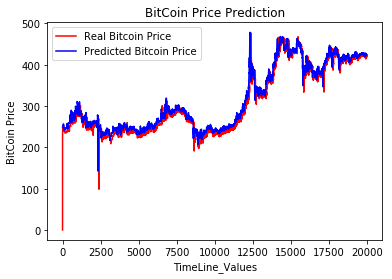 BitCoin Price Prediction
500
Real Bitcoin Price
Predicted Bitcoin Price
400
300
200
100
0
BitCoin Price
0 2500 5000 7500 10000 12500 15000 17500 20000
TimeLine_Values